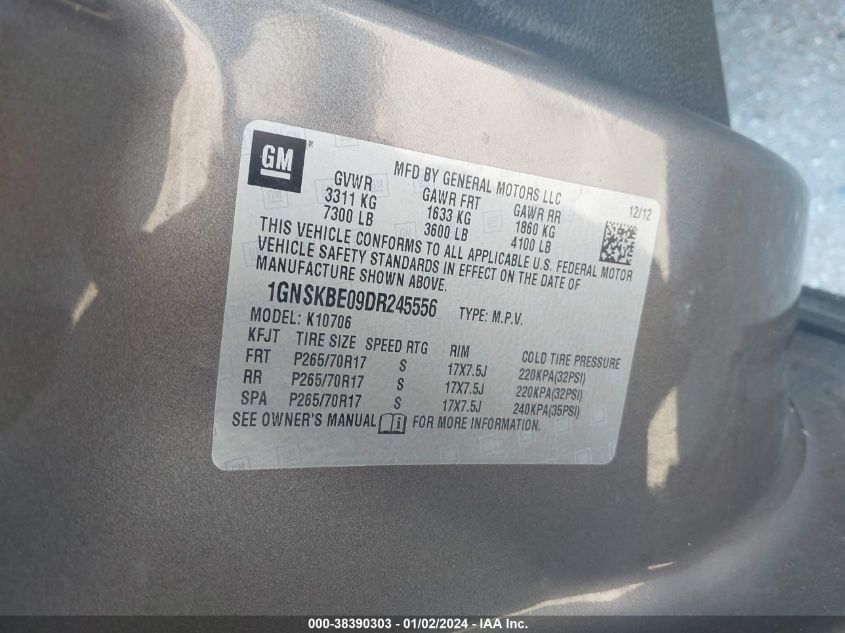 GM
®
MFD BY GENERAL MOTORS LLC
12/12
GVWR GAWR FRT GAWR RR
3311 KG 1633 KG 1860 KG
7300 LB 3600 LB 4100 LB
THIS VEHICLE CONFORMS TO ALL APPLICABLE U.S. FEDERAL MOTOR
VEHICLE SAFETY STANDARDS IN EFFECT ON THE DATE OF
MANUFACTURE SHOWN ABOVE.
1GNSKBE09DR245556 TYPE: M.P.V.
MODEL: K10706
KFJT TIRE SIZE SPEED RTG RIM COLD TIRE PRESSURE
FRT P265/70R17 S 17X7.5J 220KPA(32PSI)
RR P265/70R17 S 17X7.5J 220KPA(32PSI)
SPA P265/70R17 S 17X7.5J 240KPA(35PSI)
SEE OWNER'S MANUAL i FOR MORE INFORMATION.
000-38390303 - 01/02/2024 - IAA Inc.